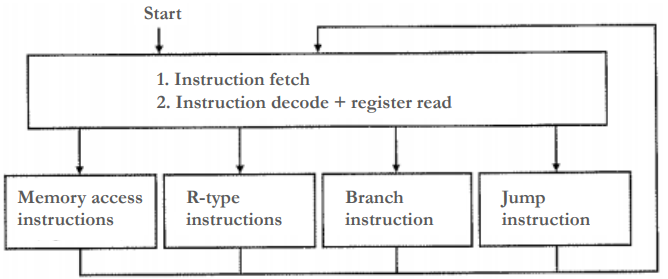 Start
1. Instruction fetch
2. Instruction decode + register read
Memory access
instructions
R-type
instructions
Branch
instruction
Jump
instruction